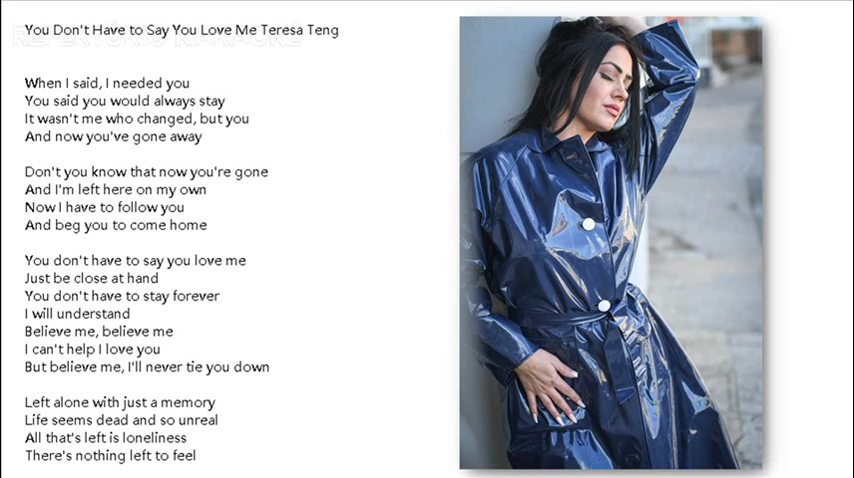 You Don't Have to Say You Love Me Teresa Teng
When I said, I needed you
You said you would always stay
It wasn't me who changed, but you
And now you've gone away
Don't you know that now you're gone
And I'm left here on my own
Now I have to follow you
And beg you to come home
You don't have to say you love me
Just be close at hand
You don't have to stay forever
I will understand
Believe me, believe me
I can't help I love you
But believe me, I'll never tie you down
Left alone with just a memory
Life seems dead and so unreal
All that's left is loneliness
There's nothing left to feel